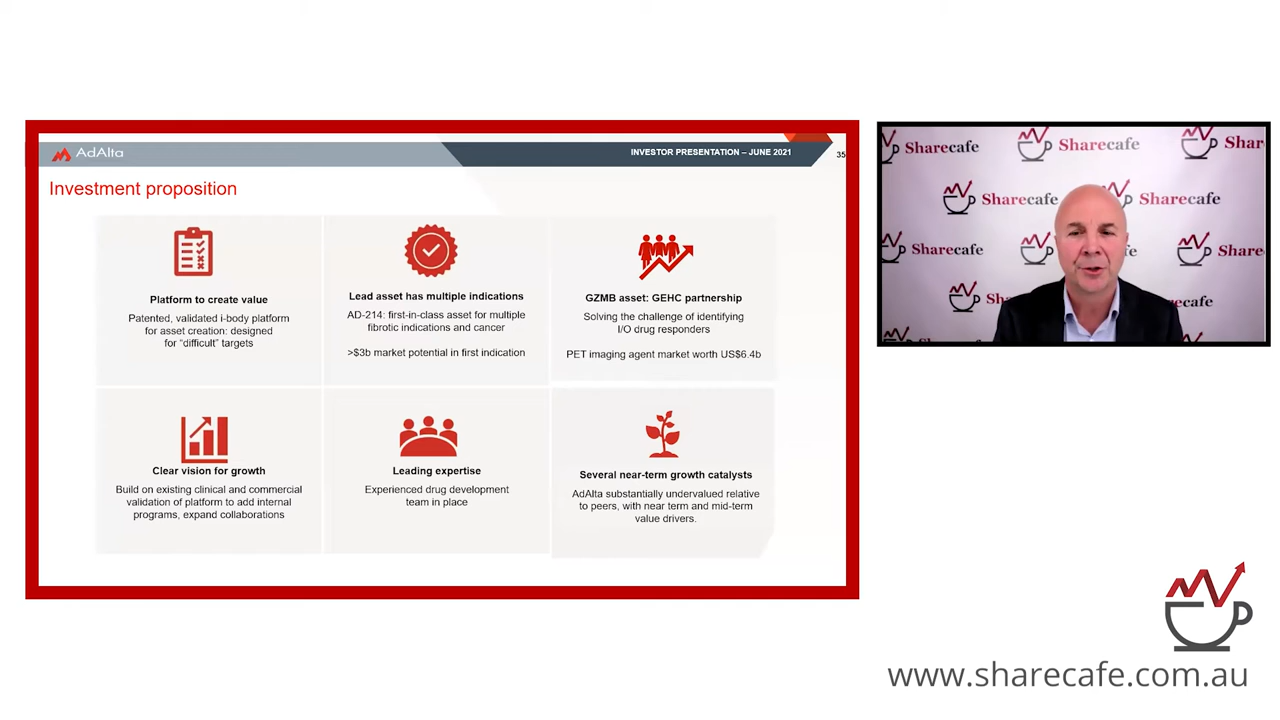 AdAlta
INVESTOR PRESENTATION – JUNE 2021
35
Investment proposition
Platform to create value
Patented, validated i-body platform
for asset creation: designed
for “difficult” targets
Lead asset has multiple indications
AD-214: first-in-class asset for multiple
fibrotic indications and cancer
>$3b market potential in first indication
GZMB asset: GEHC partnership
Solving the challenge of identifying
I/O drug responders
PET imaging agent market worth US$6.4b
Clear vision for growth
Build on existing clinical and commercial
validation of platform to add internal
programs, expand collaborations
Leading expertise
Experienced drug development
team in place
Several near-term growth catalysts
AdAlta substantially undervalued relative
to peers, with near term and mid-term
value drivers.
Sharecafe
Sharecafe
Shar
Sharecafe
Sharecafe
Sharecafe
Share
Sh
ecafe
www.sharecafe.com.au